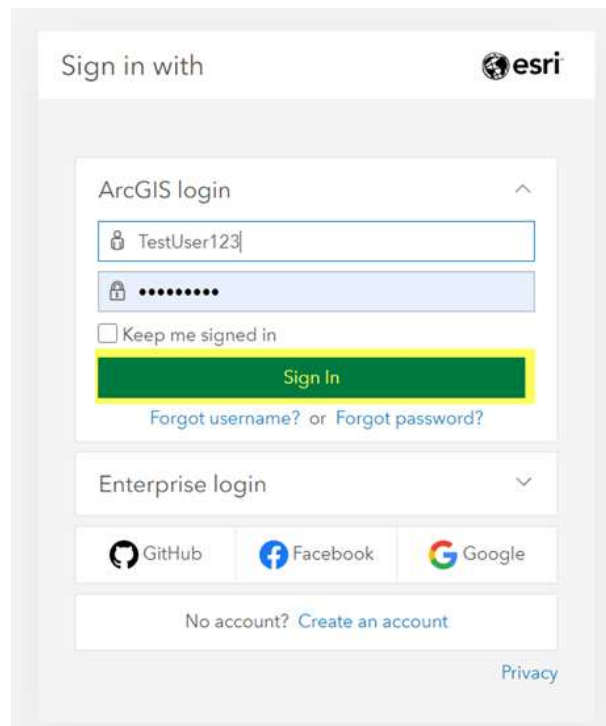 Sign in with
esri
ArcGIS login
TestUser123
•••••••••
Keep me signed in
Sign In
Forgot username? or Forgot password?
Enterprise login
GitHub
Facebook
Google
No account? Create an account
Privacy